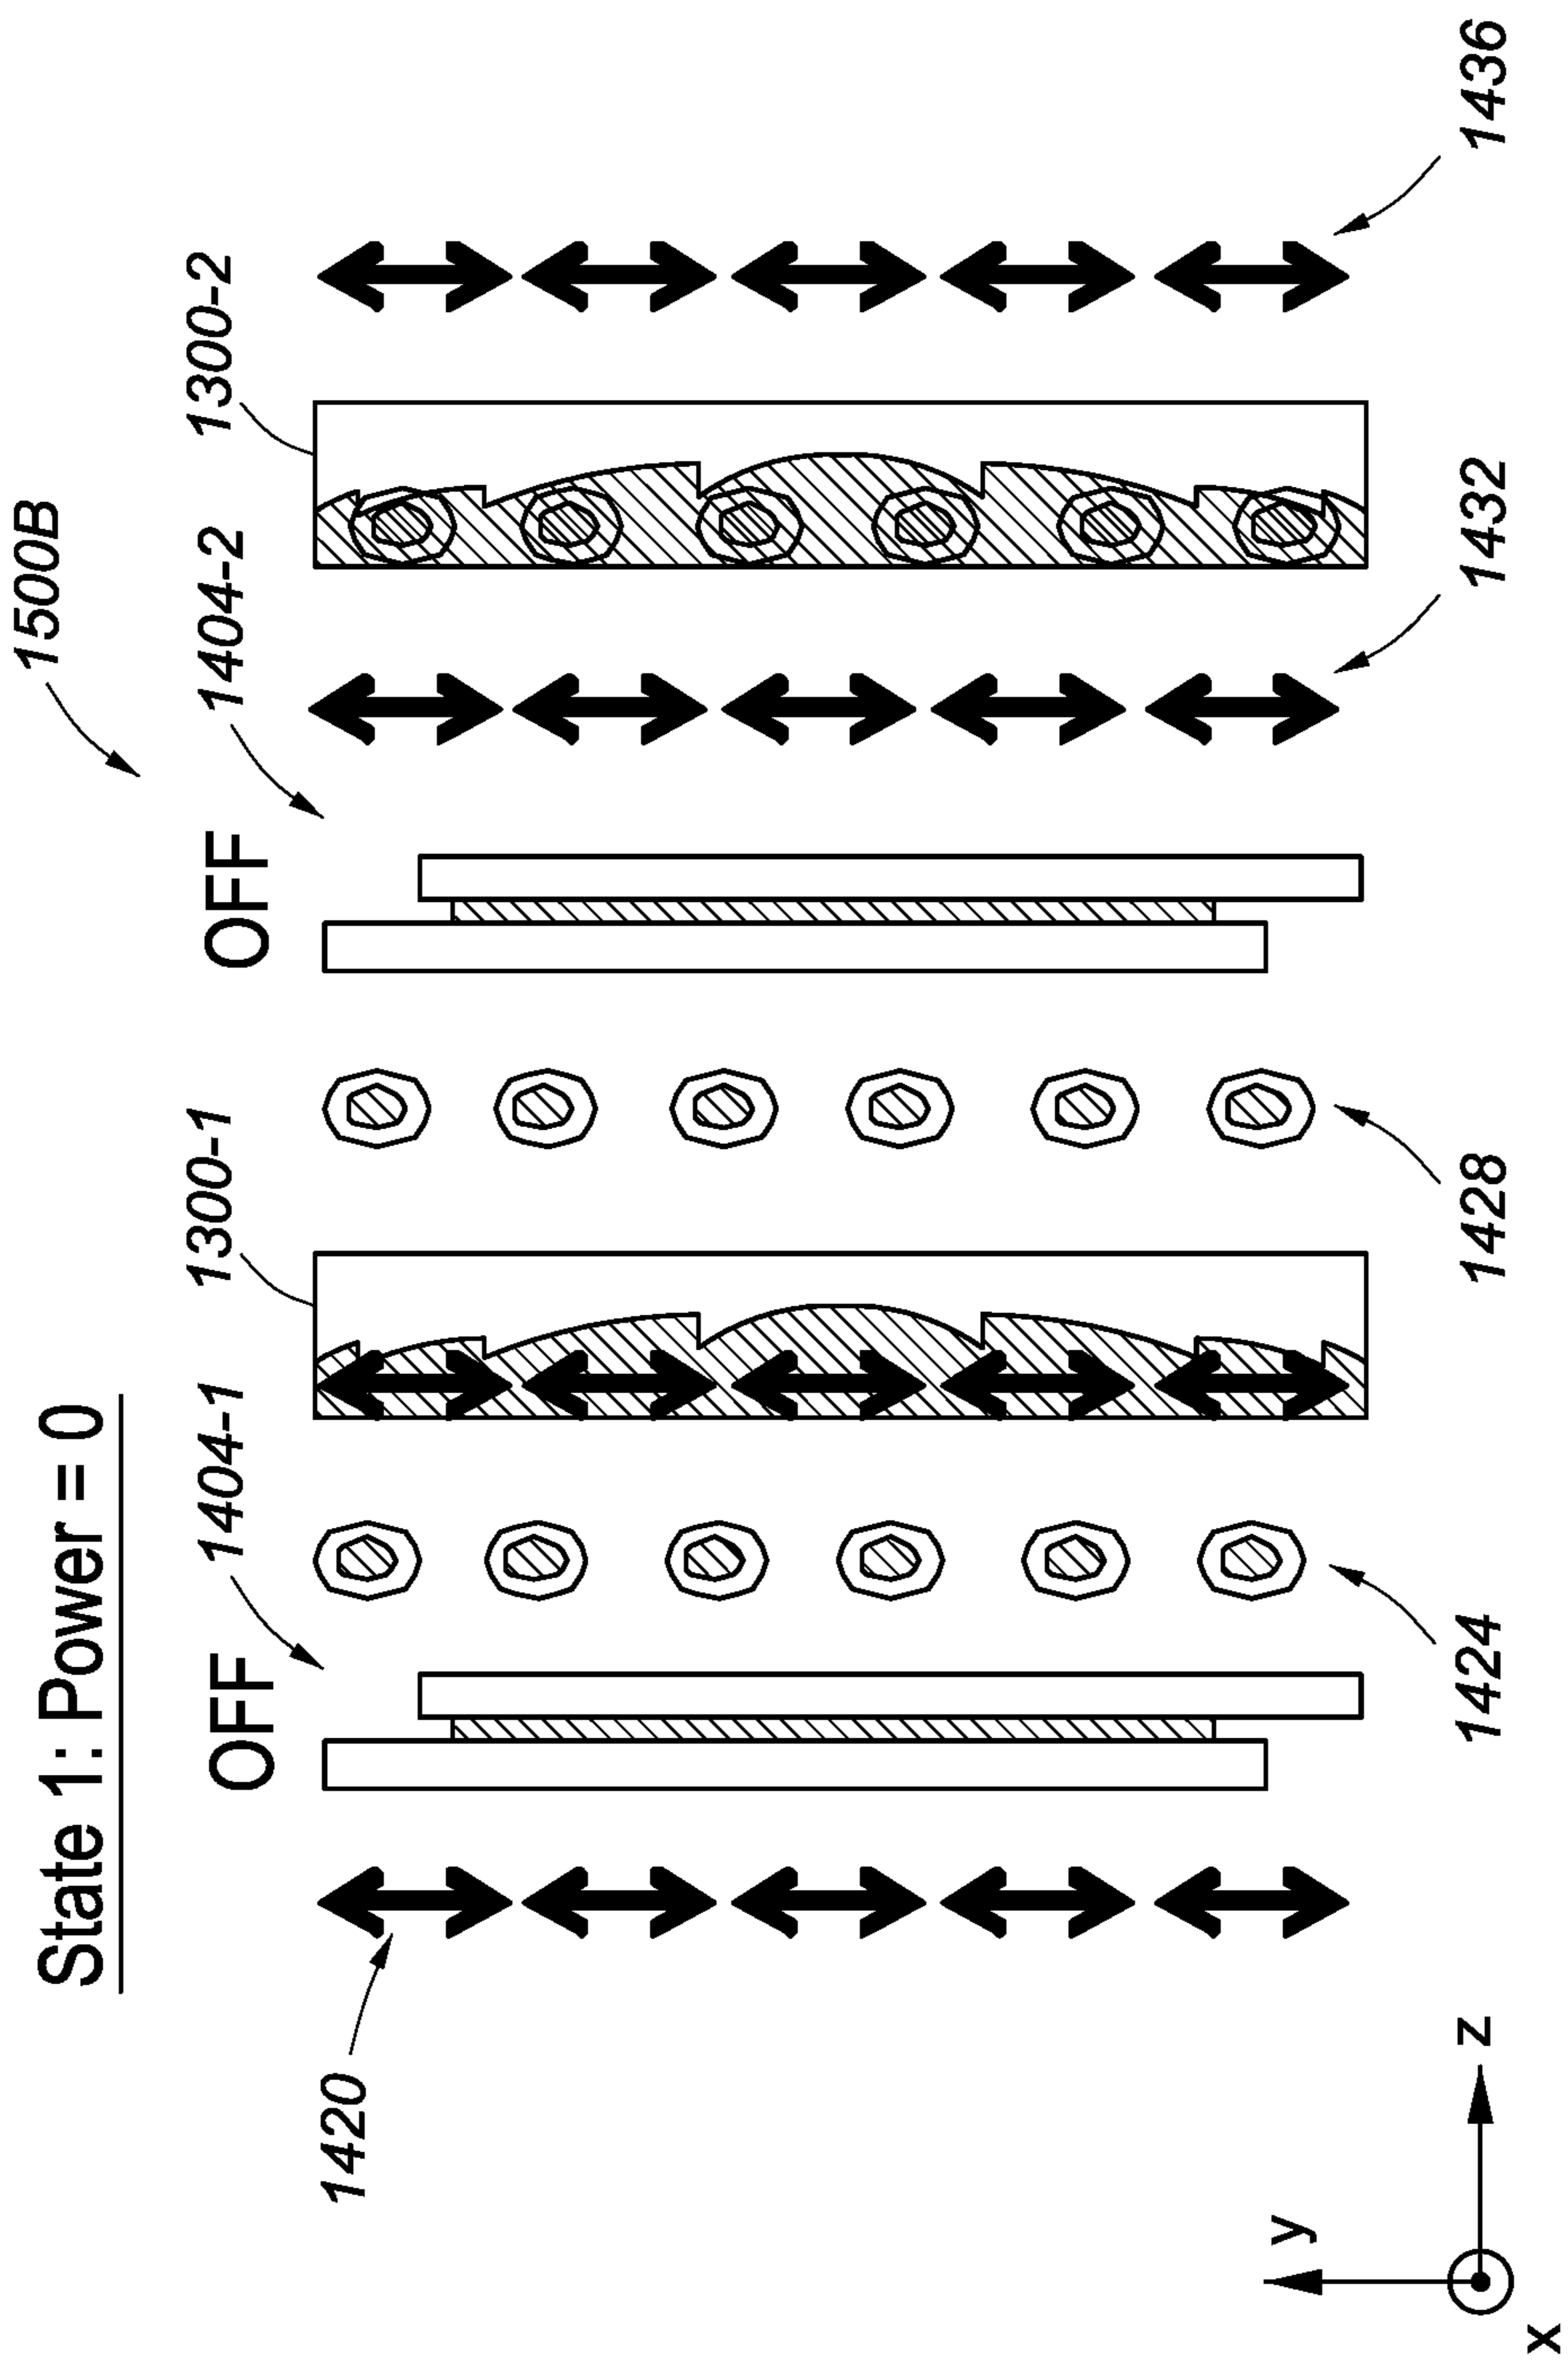 State 1: Power = 0
1500B
OFF
1404-1
1300-1
OFF
1404-2
1300-2
1420
1424
1428
1432
1436
y
z
x